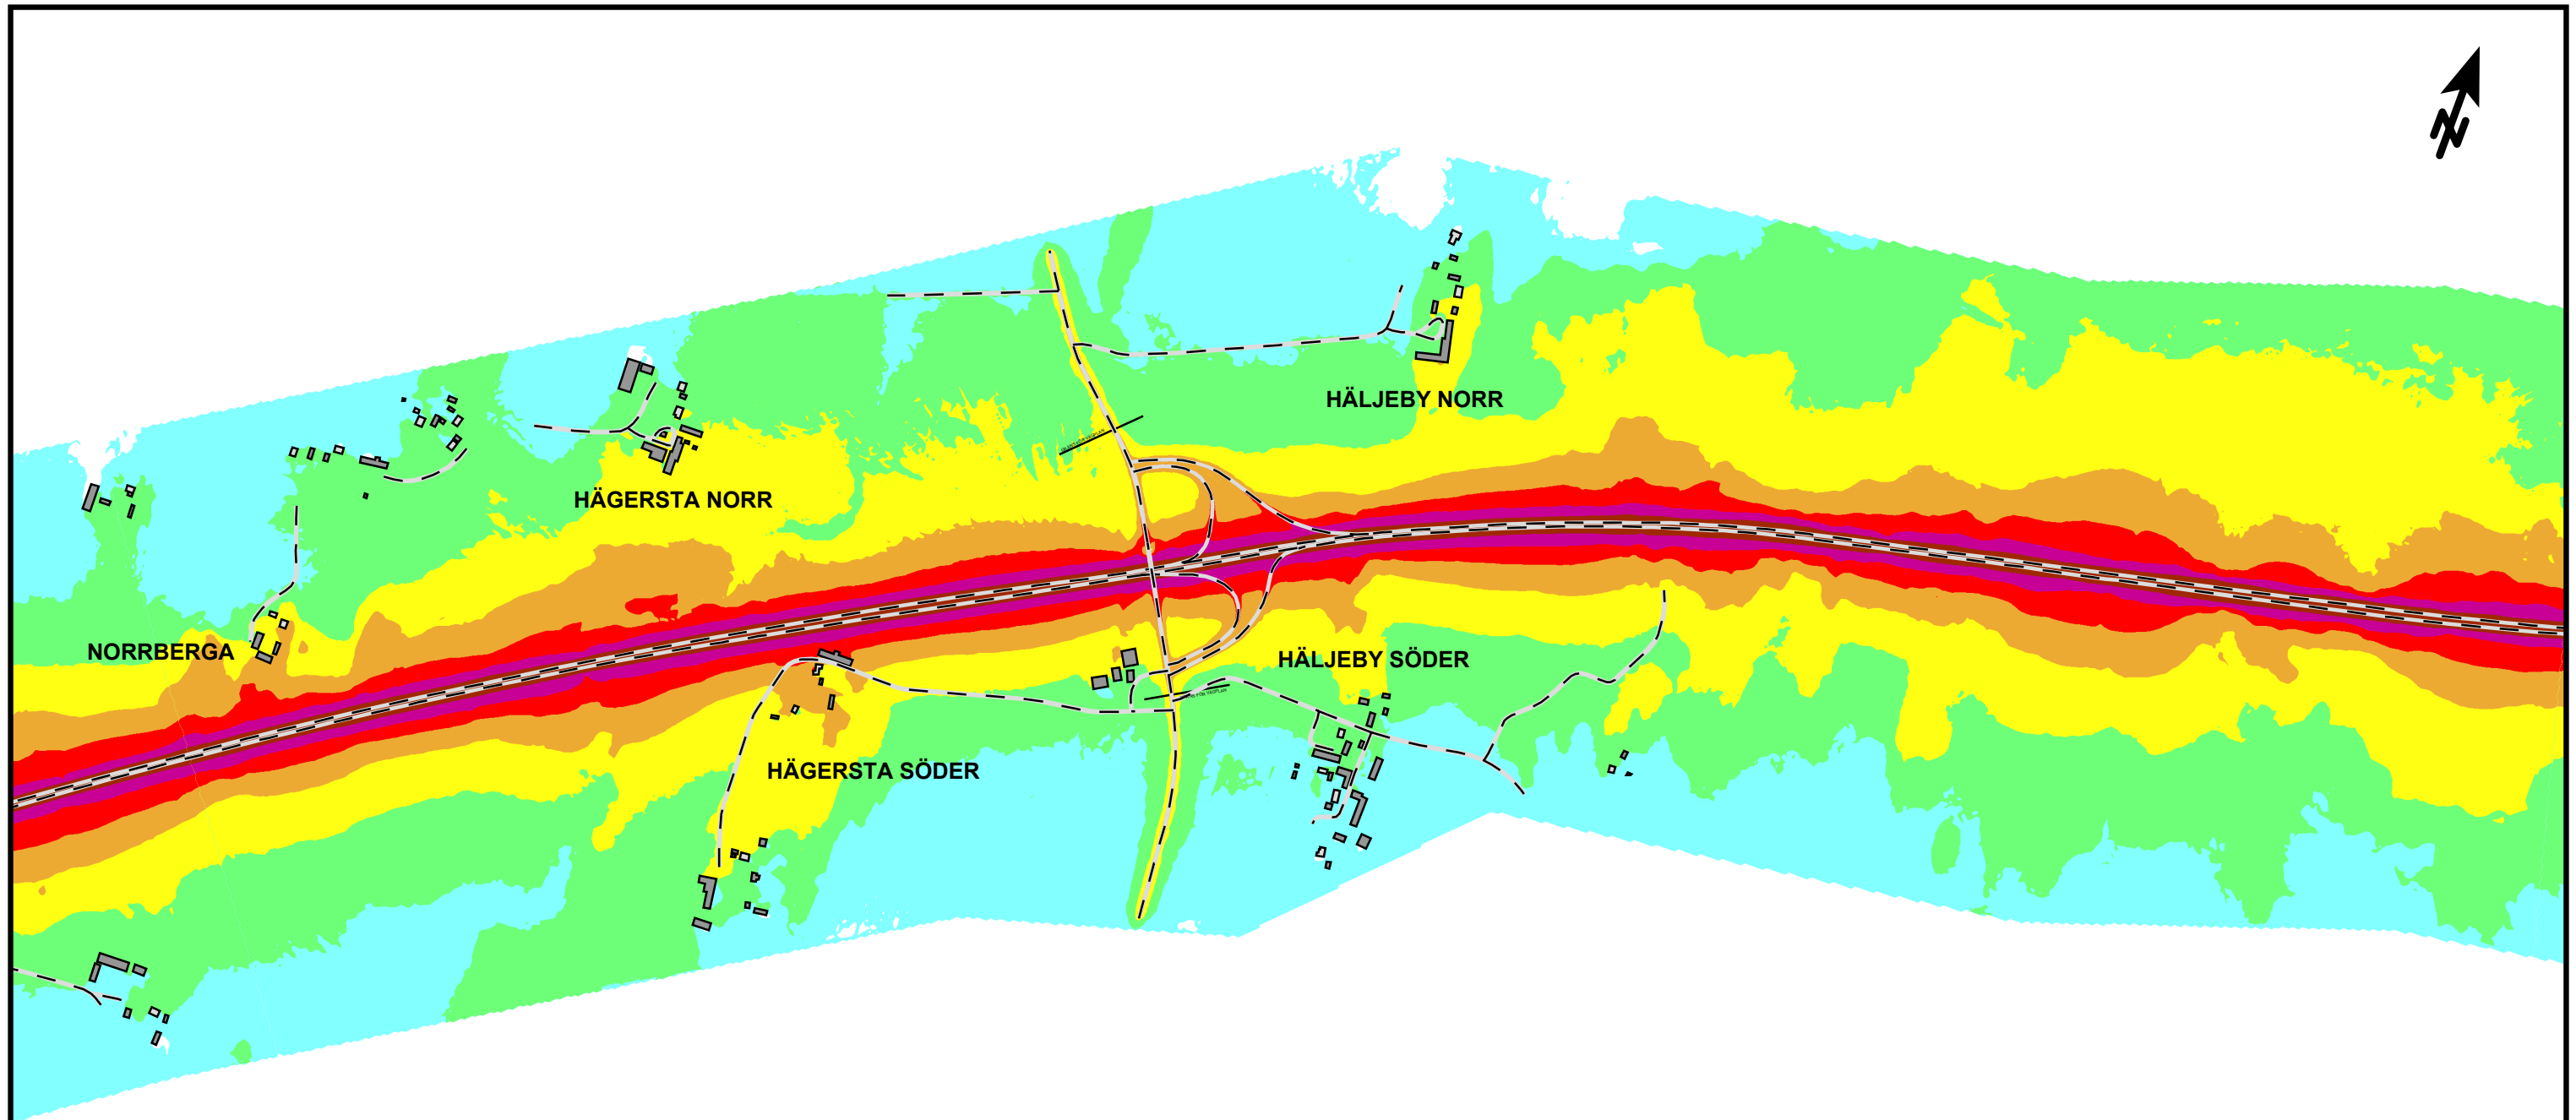 N
HÄLJEBY NORR
HÄGERSTA NORR
NORRBERGA
HÄLJEBY SÖDER
HÄGERSTA SÖDER